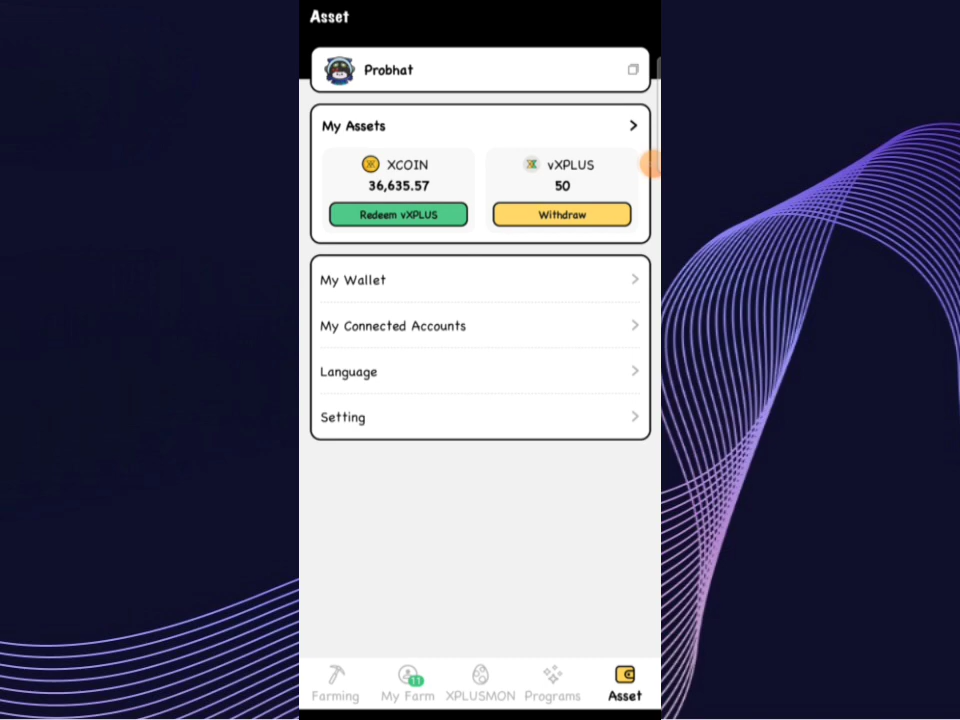 Asset
Probhat
My Assets
XCOIN
36,635.57
Redeem vXPLUS
vXPLUS
50
Withdraw
My Wallet
My Connected Accounts
Language
Setting
11
Farming
My Farm
XPLUSMON
Programs
Asset